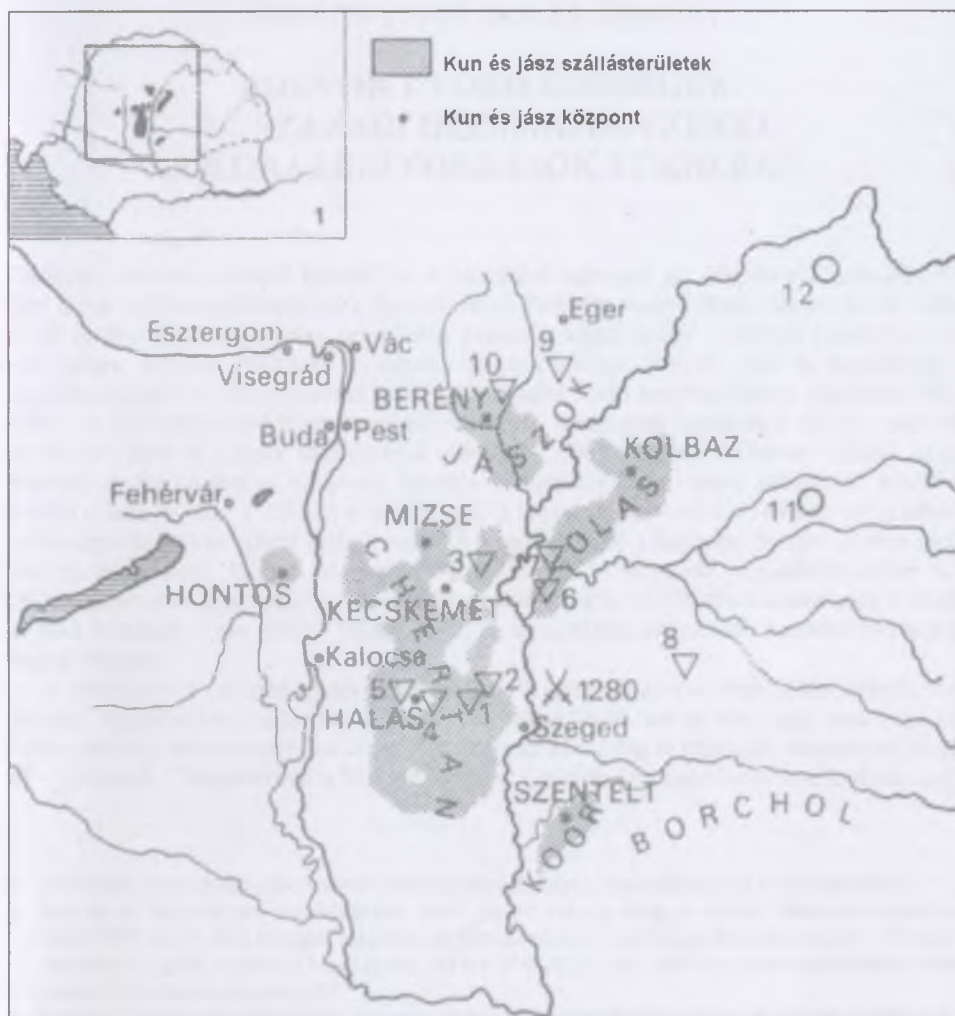 Kun és jász szállásterületek
Kun és jász központ
1
12
Eger
9
Esztergom
Vác
Visegrád
10
BERÉNY
JÁSZOK
Buda
Pest
KOLBAZ
OLÁS
Fehérvár
11
MIZSE
3
7
HONTOS
KECSKEMÉT
6
CHERTAN
Kalocsa
8
5
2
1280
HALAS
4
1
Szeged
SZENTELT
KOOR
BORCHOL